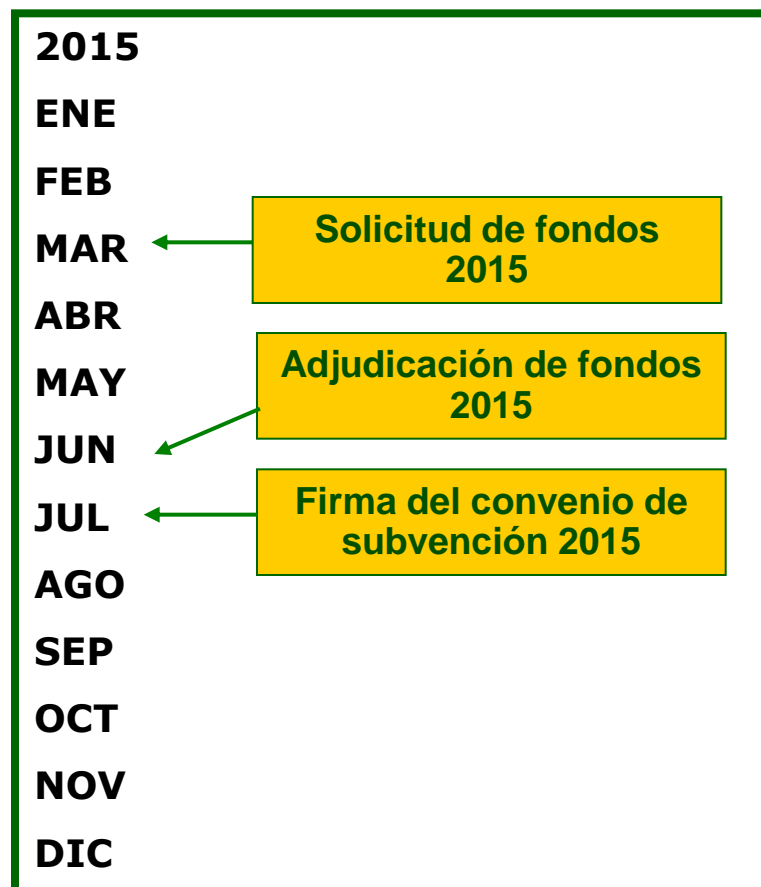 2015
ENE
FEB
MAR
Solicitud de fondos
2015
ABR
MAY
Adjudicación de fondos
2015
JUN
JUL
Firma del convenio de
subvención 2015
AGO
SEP
OCT
NOV
DIC